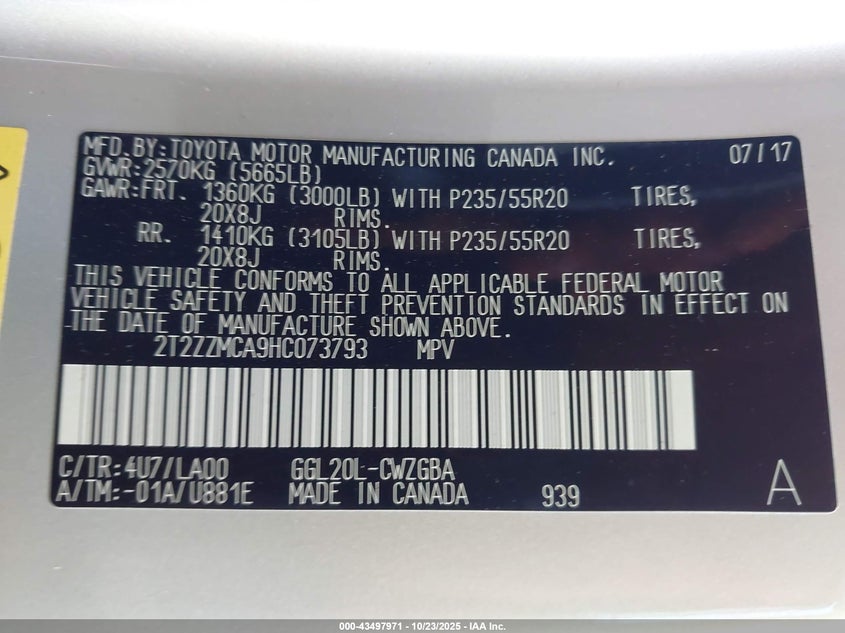 MFD. BY: TOYOTA MOTOR MANUFACTURING CANADA INC. 07/17
GVWR: 2570KG (5665LB)
GAWR: FRT. 1360KG (3000LB) WITH P235/55R20 TIRES,
20X8J RIMS.
RR. 1410KG (3105LB) WITH P235/55R20 TIRES,
20X8J RIMS.
THIS VEHICLE CONFORMS TO ALL APPLICABLE FEDERAL MOTOR
VEHICLE SAFETY AND THEFT PREVENTION STANDARDS IN EFFECT ON
THE DATE OF MANUFACTURE SHOWN ABOVE.
2T2ZZMCA9HC073793 MPV
C/TR: 4U7/LA00 GGL20L-CWZGBA
A/TM: -01A/U881E MADE IN CANADA 939 A
000-43497971 - 10/23/2025 - IAA Inc.